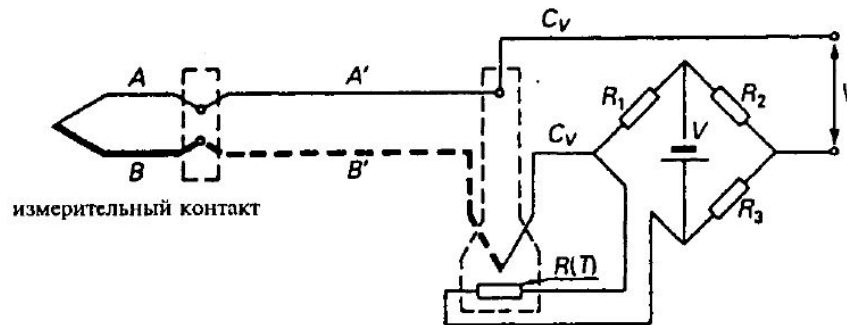 C_V
A
A'
R_1
R_2
V
V
B
B'
C_V
R_3
измерительный контакт
R(T)